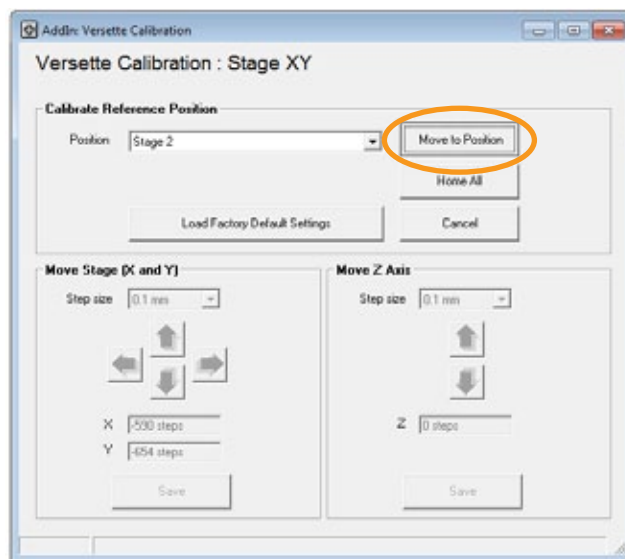 AddIn: Versette Calibration
Versette Calibration : Stage XY
Calibrate Reference Position
Position Stage 2 Move to Position
Home All
Load Factory Default Settings Cancel
Move Stage (X and Y) Move Z Axis
Step size 0.1 mm Step size 0.1 mm
X -590 steps Z 0 steps
Y -654 steps
Save Save